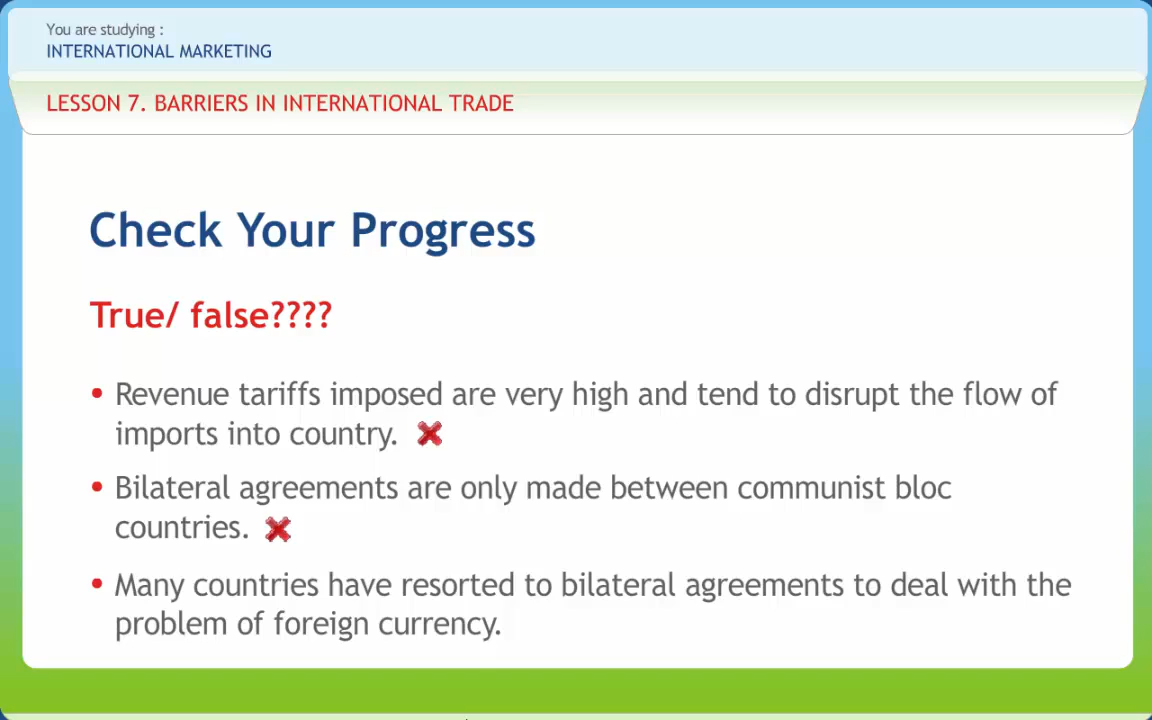 You are studying :
INTERNATIONAL MARKETING
LESSON 7. BARRIERS IN INTERNATIONAL TRADE
Check Your Progress
True/ false????
• Revenue tariffs imposed are very high and tend to disrupt the flow of
imports into country.
• Bilateral agreements are only made between communist bloc
countries.
• Many countries have resorted to bilateral agreements to deal with the
problem of foreign currency.